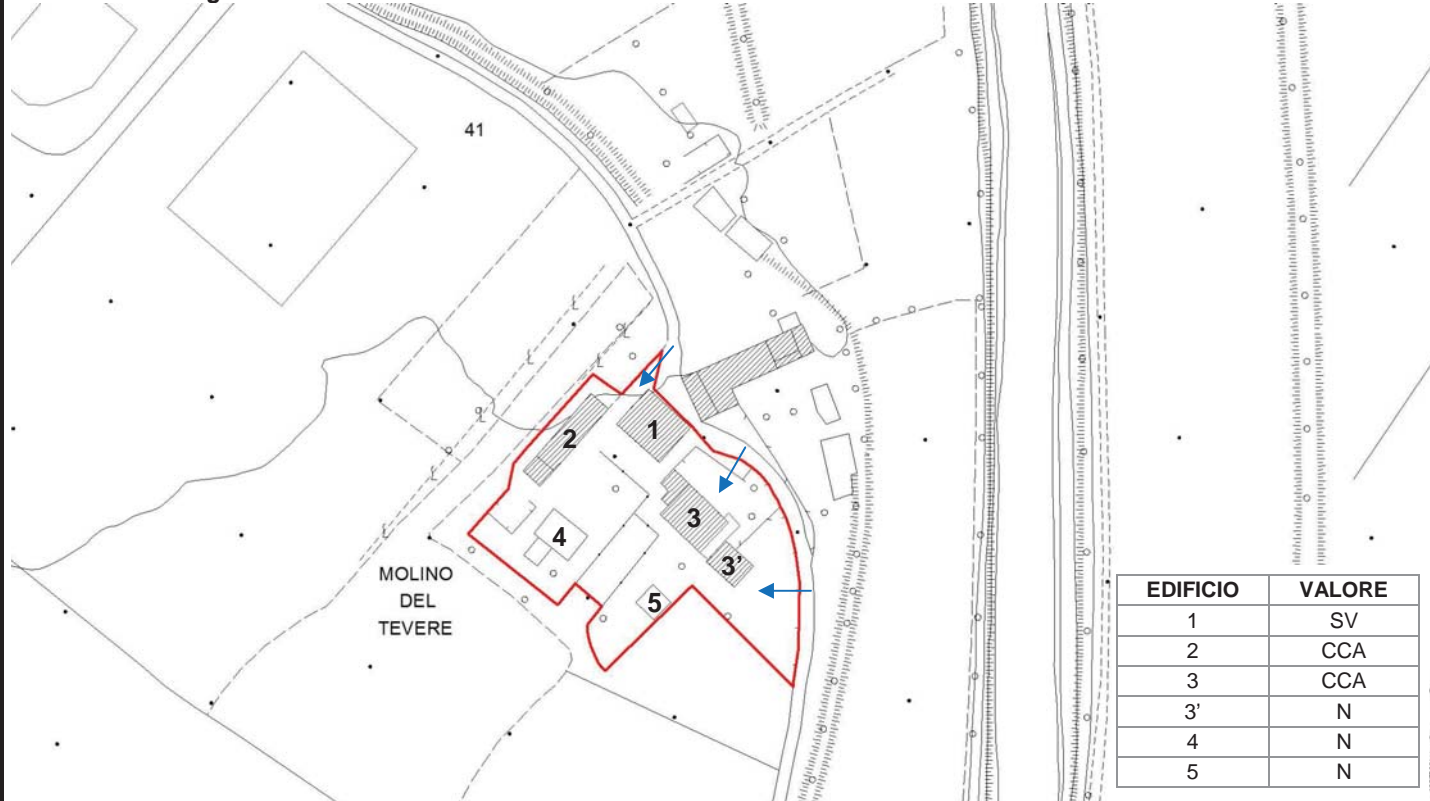 41
1
2
3
4
3’
5
MOLINO
DEL
TEVERE
EDIFICIO VALORE
1 SV
2 CCA
3 CCA
3’ N
4 N
5 N